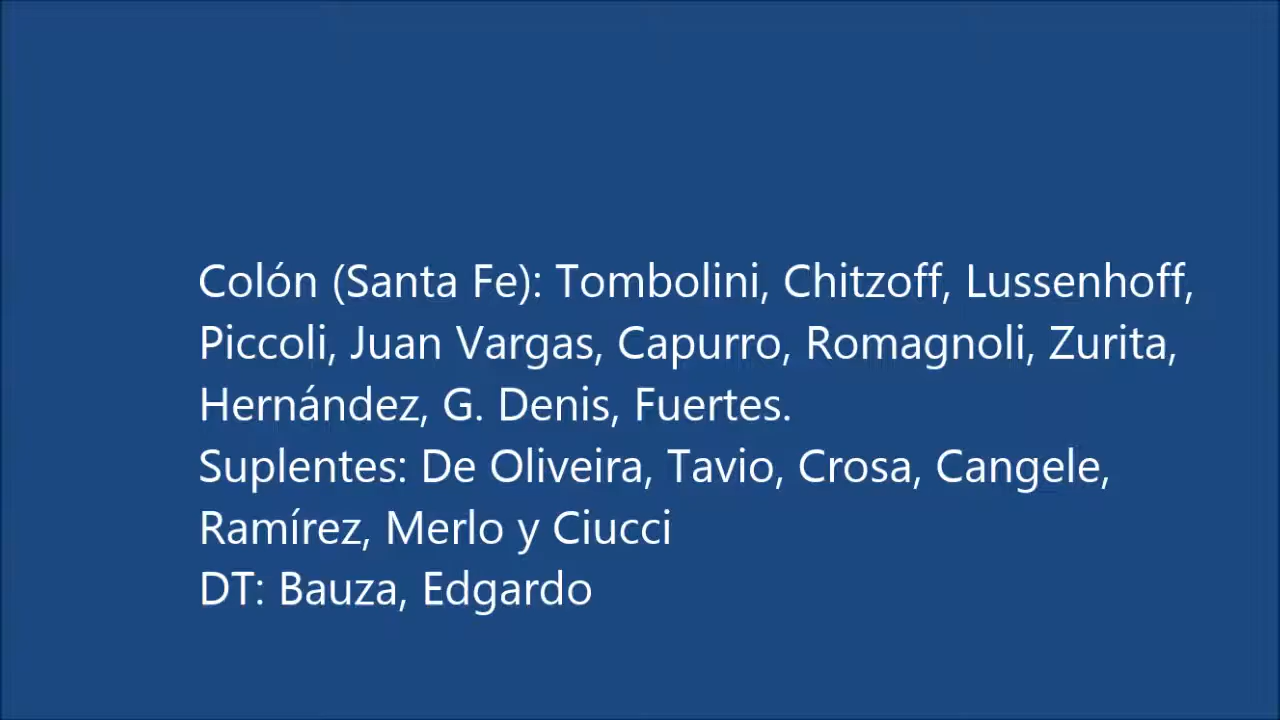 Colón (Santa Fe): Tombolini, Chitzoff, Lussenhoff,
Piccoli, Juan Vargas, Capurro, Romagnoli, Zurita,
Hernández, G. Denis, Fuertes.
Suplentes: De Oliveira, Tavio, Crosa, Cangele,
Ramírez, Merlo y Ciucci
DT: Bauza, Edgardo